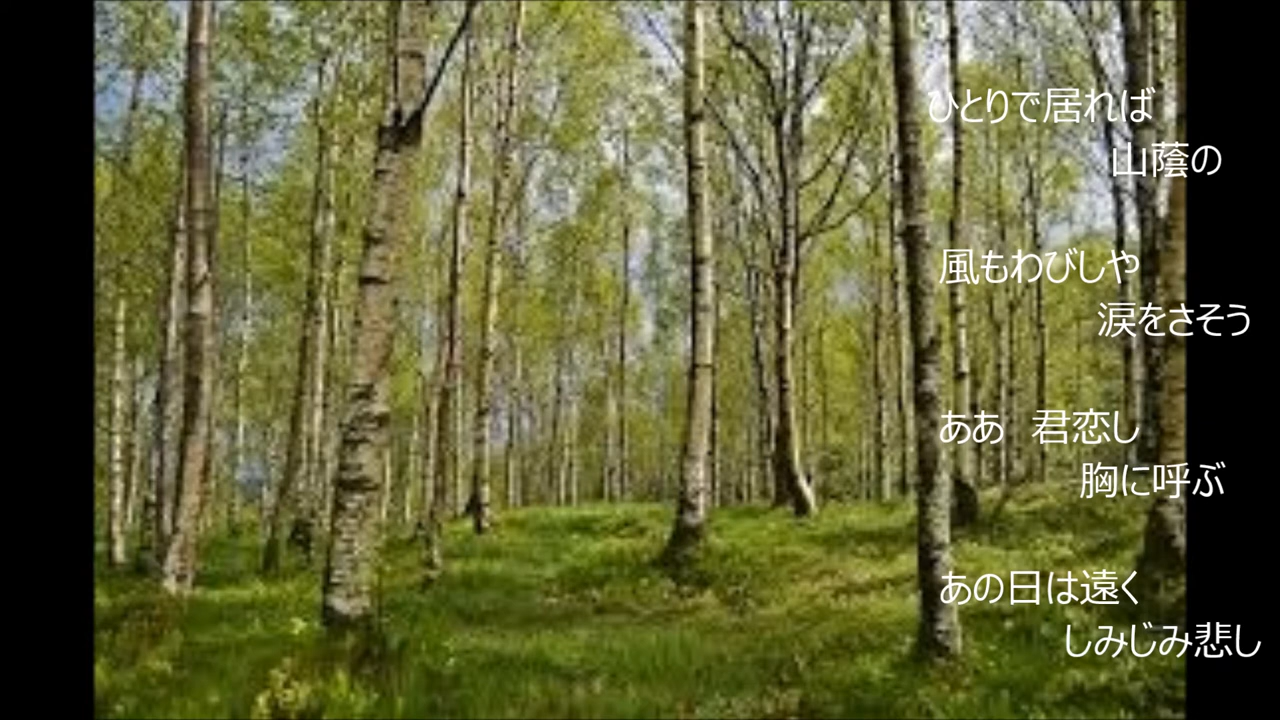 ひとりで居れば
山蔭の
風もわびしや
涙をさそう
ああ　君恋し
胸に呼ぶ
あの日は遠く
しみじみ悲し